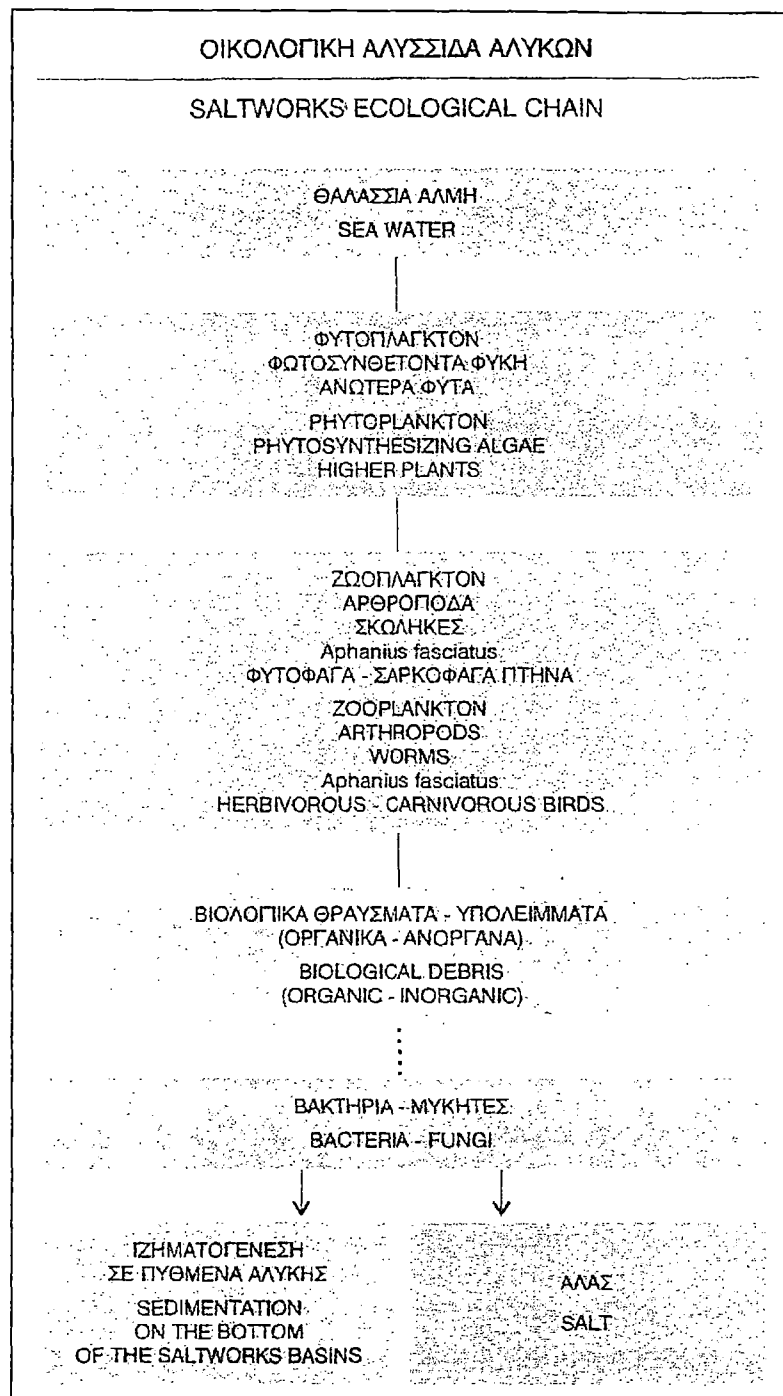 ΟΙΚΟΛΟΓΙΚΗ ΑΛΥΣΣΙΔΑ ΑΛΥΚΩΝ
SALTWORKS ECOLOGICAL CHAIN
ΘΑΛΑΣΣΙΑ ΑΛΜΗ
SEA WATER
ΦΥΤΟΠΛΑΓΚΤΟΝ
ΦΩΤΟΣΥΝΘΕΤΟΝΤΑ ΦΥΚΗ
ΑΝΩΤΕΡΑ ΦΥΤΑ
PHYTOPLANKTON
PHYTOSYNTHESIZING ALGAE
HIGHER PLANTS
ΖΩΟΠΛΑΓΚΤΟΝ
ΑΡΘΡΟΠΟΔΑ
ΣΚΩΛΗΚΕΣ
Aphanius fasciatus
ΦΥΤΟΦΑΓΑ - ΣΑΡΚΟΦΑΓΑ ΠΤΗΝΑ
ZOOPLANKTON
ARTHROPODS
WORMS
Aphanius fasciatus
HERBIVOROUS - CARNIVOROUS BIRDS
ΒΙΟΛΟΓΙΚΑ ΘΡΑΥΣΜΑΤΑ - ΥΠΟΛΕΙΜΜΑΤΑ
(ΟΡΓΑΝΙΚΑ - ΑΝΟΡΓΑΝΑ)
BIOLOGICAL DEBRIS
(ORGANIC - INORGANIC)
ΒΑΚΤΗΡΙΑ - ΜΥΚΗΤΕΣ
BACTERIA - FUNGI
ΙΖΗΜΑΤΟΓΕΝΕΣΗ
ΣΕ ΠΥΘΜΕΝΑ ΑΛΥΚΗΣ
SEDIMENTATION
ON THE BOTTOM
OF THE SALTWORKS BASINS
ΑΛΑΣ
SALT